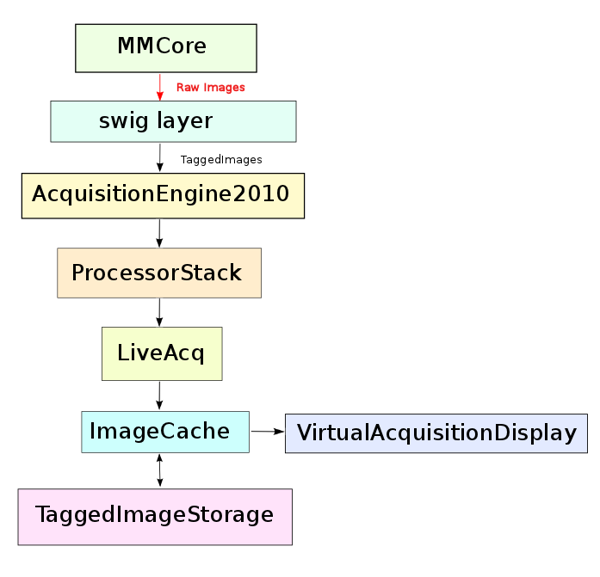 MMCore
Raw Images
swig layer
TaggedImages
AcquisitionEngine2010
ProcessorStack
LiveAcq
ImageCache
VirtualAcquisitionDisplay
TaggedImageStorage